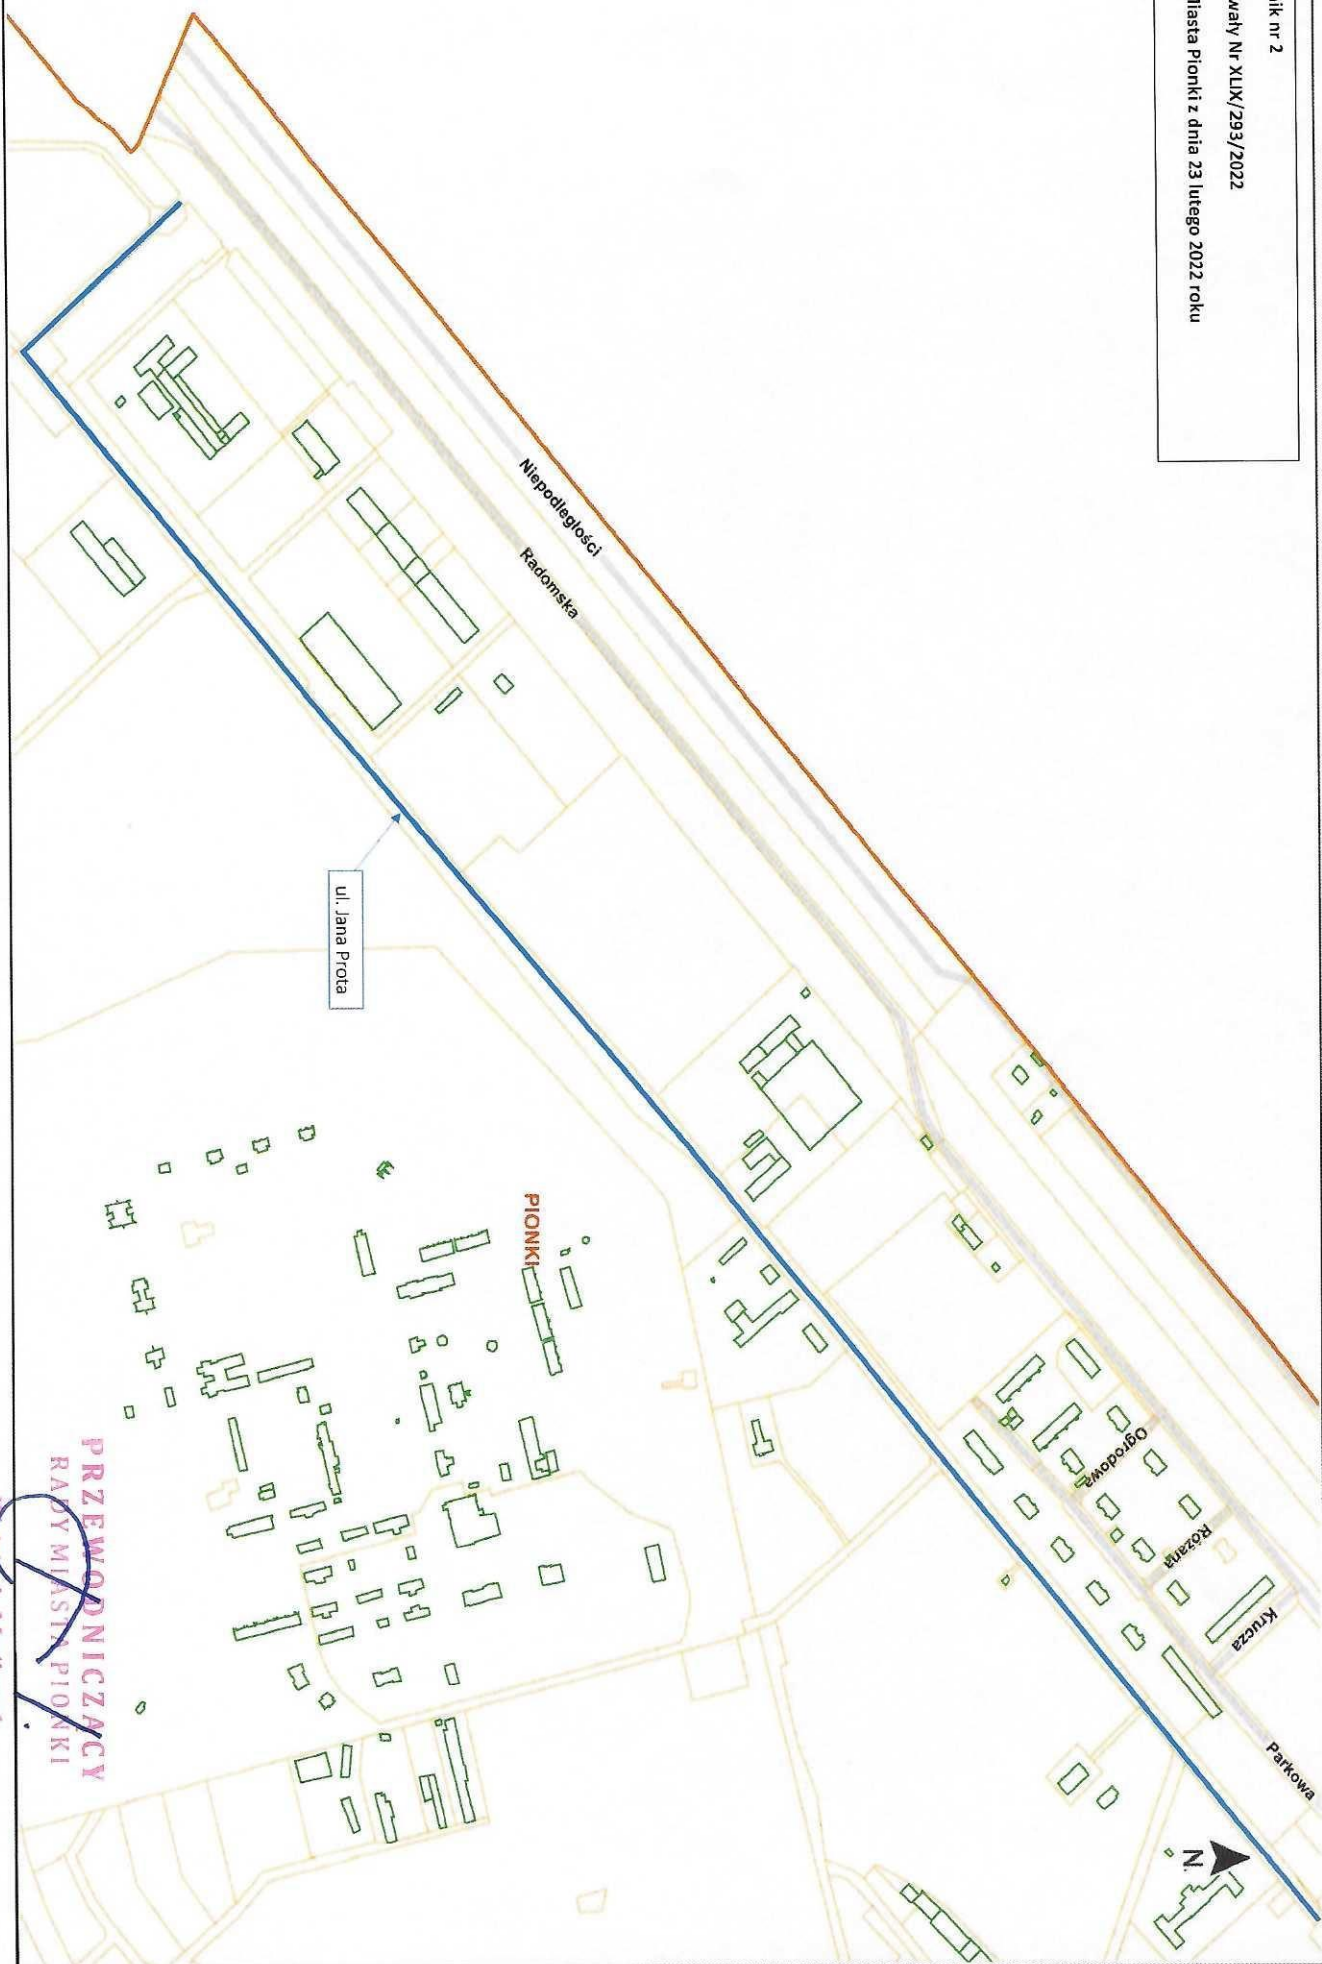 ik nr 2
wały Nr XLIX/293/2022
Miasta Pionki z dnia 23 lutego 2022 roku
Niepodległości
Radomska
ul. Jana Prota
PIONKI
Ogrodowa
Różana
Krucza
Parkowa
N
PRZEWODNICZĄCY
RADY MIASTA PIONKI